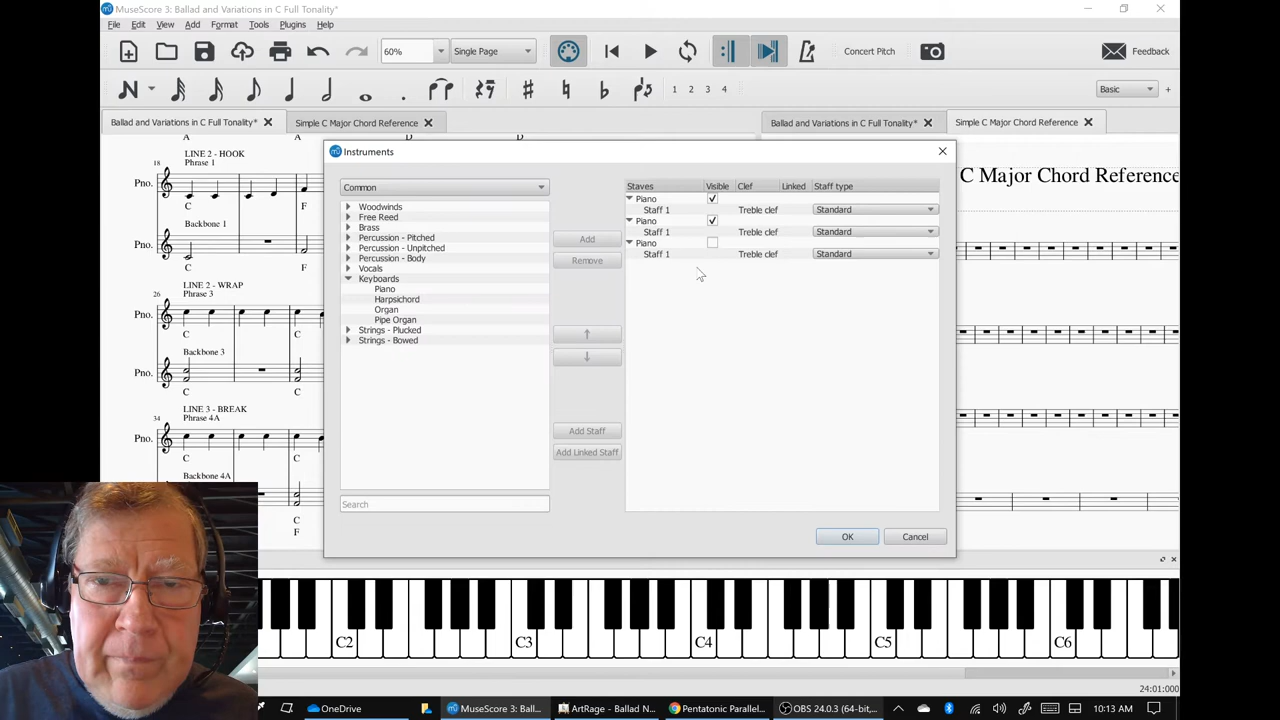 MuseScore 3: Ballad and Variations in C Full Tonality*
File Edit View Add Format Tools Plugins Help
60% Single Page Concert Pitch Feedback
1 2 3 4 Basic +
Ballad and Variations in C Full Tonality* Simple C Major Chord Reference Ballad and Variations in C Full Tonality* Simple C Major Chord Reference
A D D
18 LINE 2 - HOOK
Phrase 1
Pno.
C F
Backbone 1
Pno.
C F
26 LINE 2 - WRAP
Phrase 3
Pno.
C C
Backbone 3
Pno.
C C
34 LINE 3 - BREAK
Phrase 4A
Pno.
C C
Backbone 4A
C
F
C Major Chord Reference
Instruments
Common
Woodwinds
Free Reed
Brass
Percussion - Pitched
Percussion - Unpitched
Percussion - Body
Vocals
Keyboards
Piano
Harpsichord
Organ
Pipe Organ
Strings - Plucked
Strings - Bowed
Search
Add
Remove
Add Staff
Add Linked Staff
Staves Visible Clef Linked Staff type
Piano
Staff 1 Treble clef Standard
Piano
Staff 1 Treble clef Standard
Piano
Staff 1 Treble clef Standard
OK Cancel
C2 C3 C4 C5 C6
24:01:000
OneDrive MuseScore 3: Ball... ArtRage - Ballad N... Pentatonic Parallel... OBS 24.0.3 (64-bit,... 10:13 AM